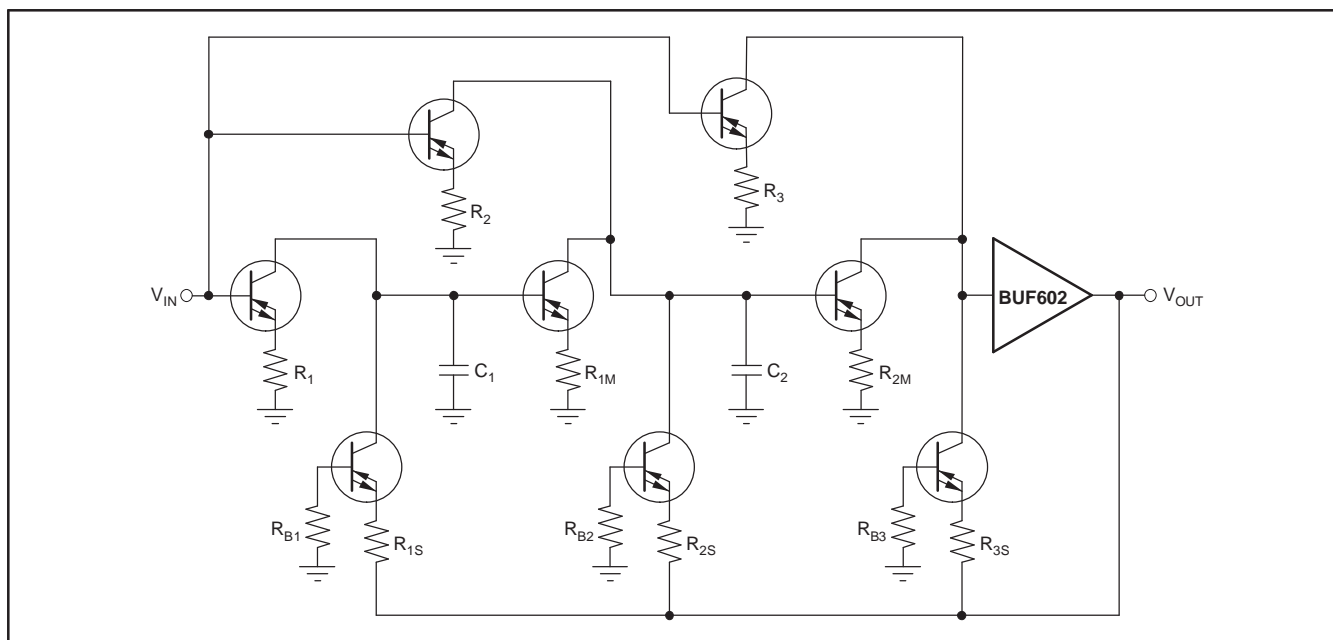 R3
R2
VIN
BUF602
VOUT
R1
C1
R1M
C2
R2M
RB1
R1S
RB2
R2S
RB3
R3S